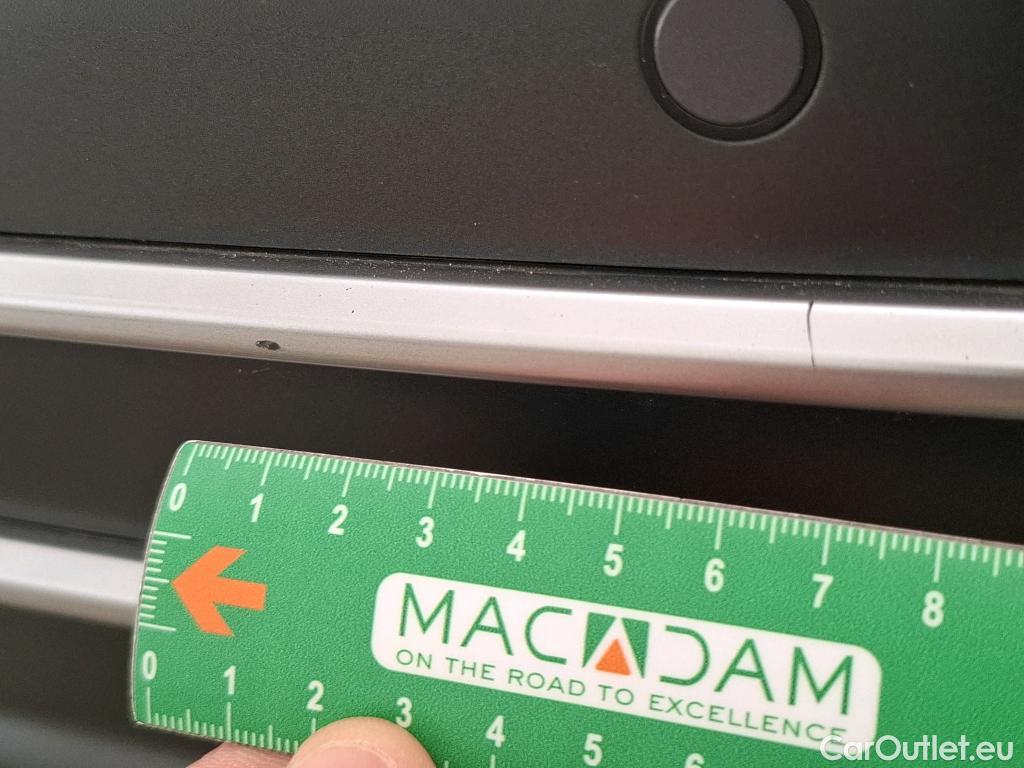 0 1 2 3 4 5 6 7 8
MACADAM
ON THE ROAD TO EXCELLENCE
0 1 2 3 4 5 6
CarOutlet.eu